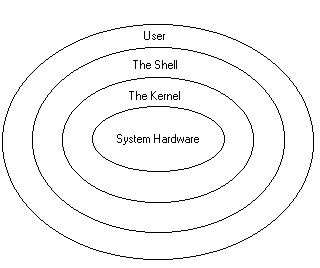 User
The Shell
The Kernel
System Hardware